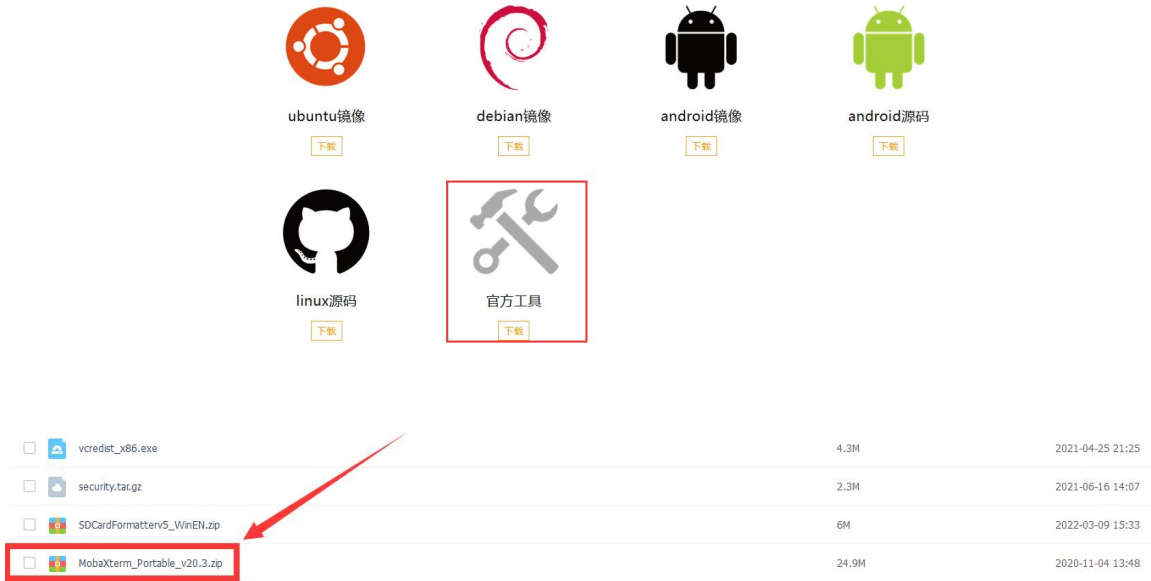 ubuntu镜像 debian镜像 android镜像 android源码
下载 下载 下载 下载
linux源码 官方工具
下载 下载
vcredist_x86.exe 4.3M 2021-04-25 21:25
security.tar.gz 2.3M 2021-06-16 14:07
SDCardFormatterv5_WinEN.zip 6M 2022-03-09 15:33
MobaXterm_Portable_v20.3.zip 24.9M 2020-11-04 13:48